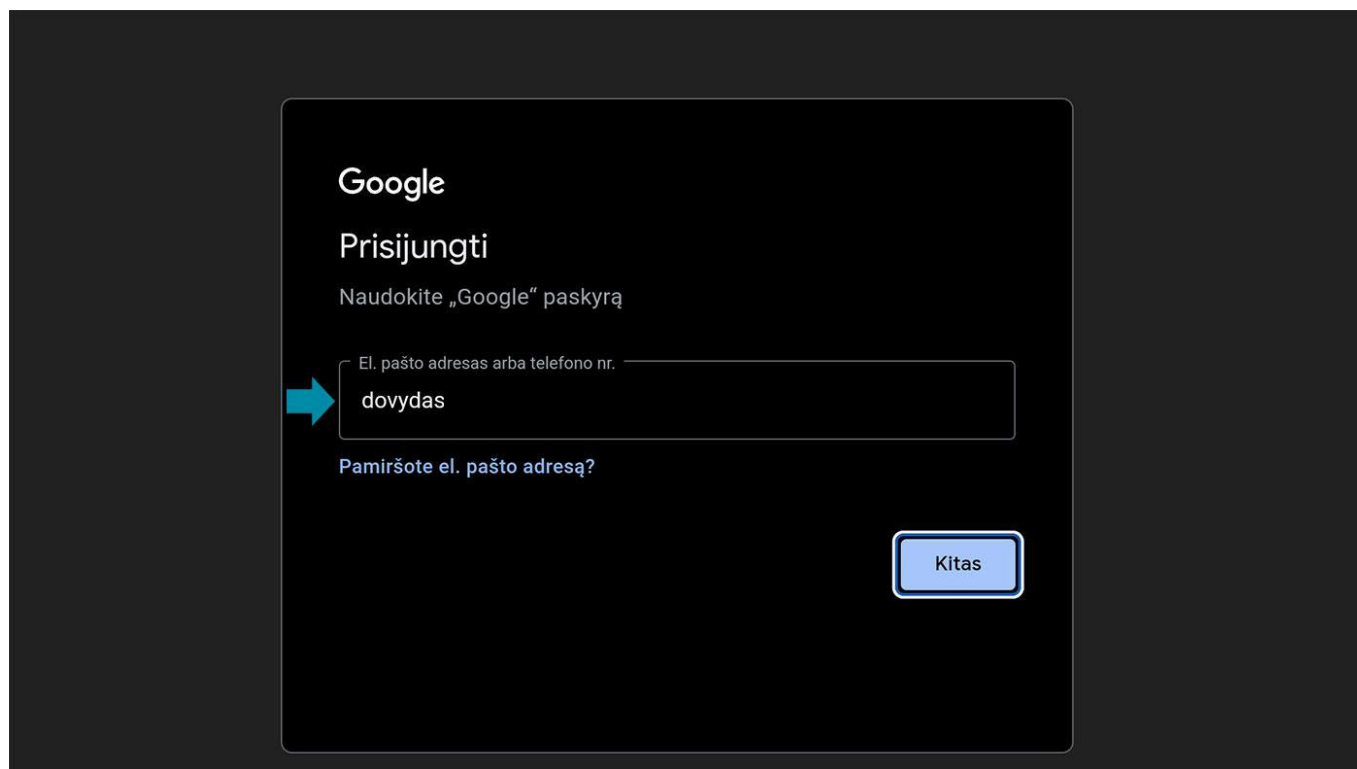 Google
Prisijungti
Naudokite „Google“ paskyrą
El. pašto adresas arba telefono nr.
dovydas
Pamiršote el. pašto adresą?
Kitas